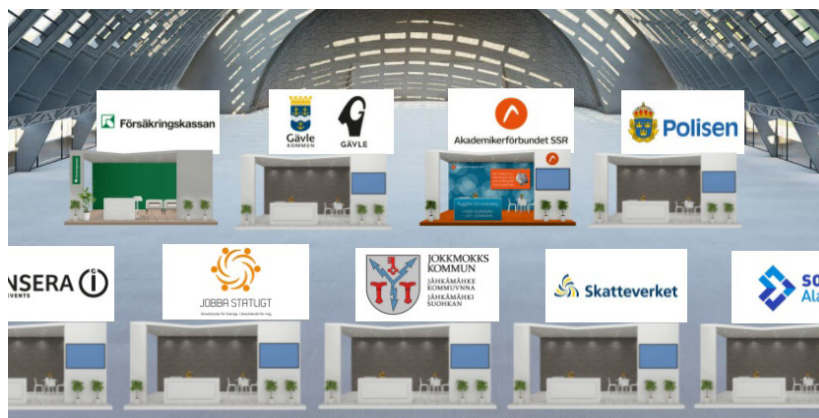 Försäkringskassan
Gävle
KOMMUN
GÄVLE
Akademikerförbundet SSR
Polisen
NSERA
EVENTS
JOBBA STATLIGT
JOKKMOKKS
KOMMUN
JÅHKÅMÅHKE
KOMMUVNNA
JÅHKÅMÅHKI
SUOHKAN
Skatteverket
SO
Ala